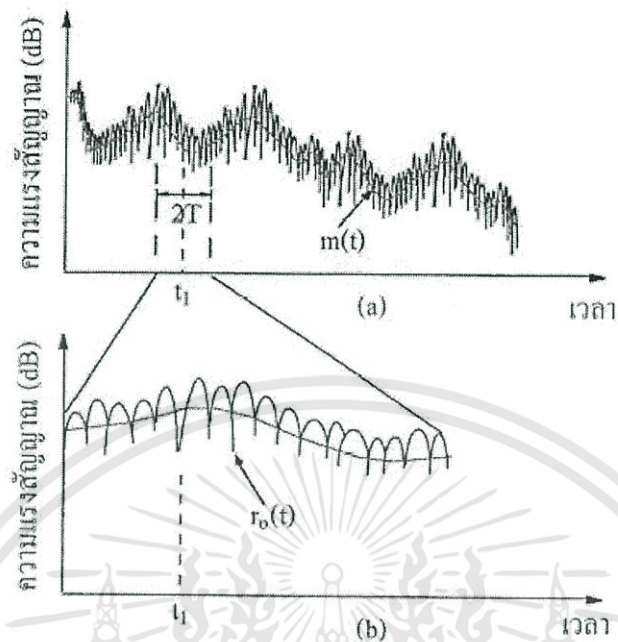 ความแรงสัญญาณ (dB)
2T
m(t)
t1
(a)
เวลา
ความแรงสัญญาณ (dB)
r0(t)
t1
(b)
เวลา